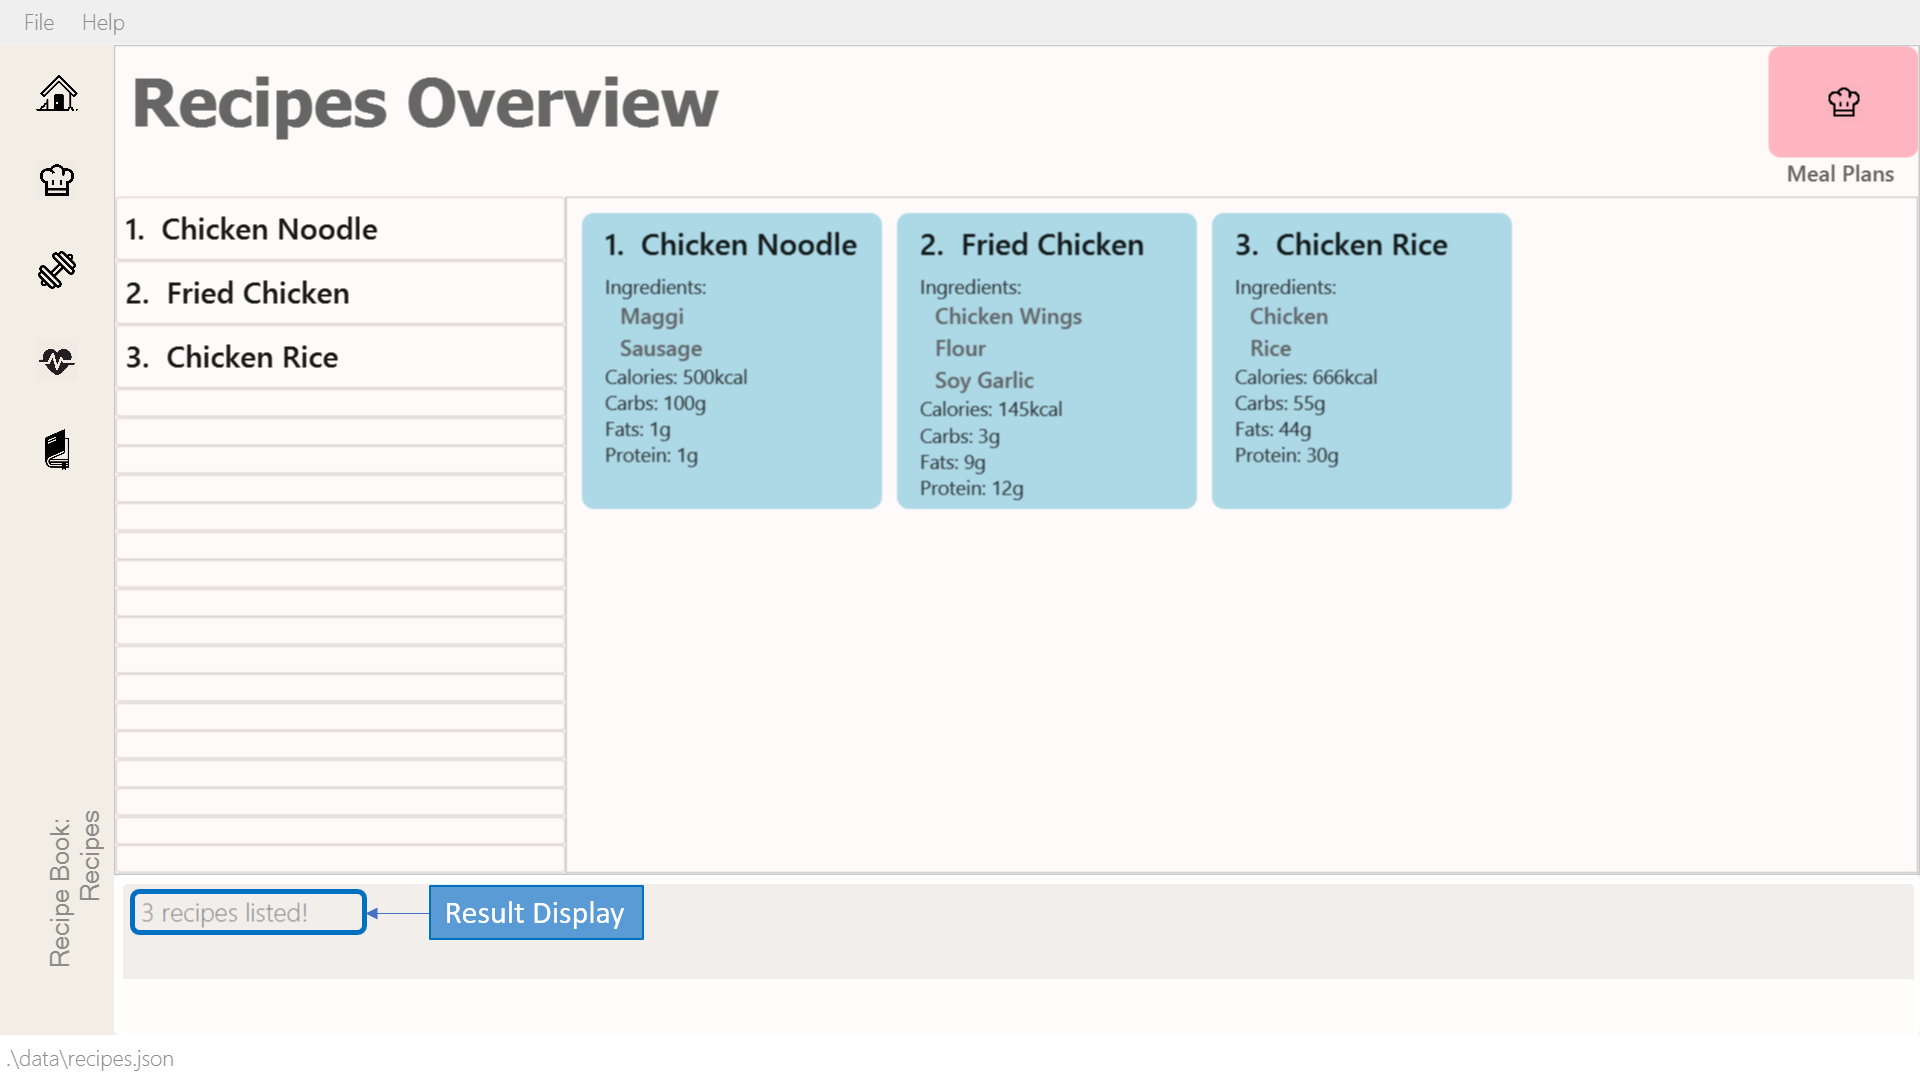 File Help
Recipes Overview
Meal Plans
1. Chicken Noodle
2. Fried Chicken
3. Chicken Rice
1. Chicken Noodle
Ingredients:
Maggi
Sausage
Calories: 500kcal
Carbs: 100g
Fats: 1g
Protein: 1g
2. Fried Chicken
Ingredients:
Chicken Wings
Flour
Soy Garlic
Calories: 145kcal
Carbs: 3g
Fats: 9g
Protein: 12g
3. Chicken Rice
Ingredients:
Chicken
Rice
Calories: 666kcal
Carbs: 55g
Fats: 44g
Protein: 30g
Recipe Book:
Recipes
3 recipes listed!
Result Display
.\data\recipes.json